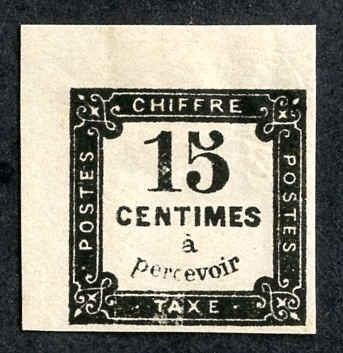 CHIFFRE
POSTES
15
CENTIMES
à
percevoir
POSTES
TAXE